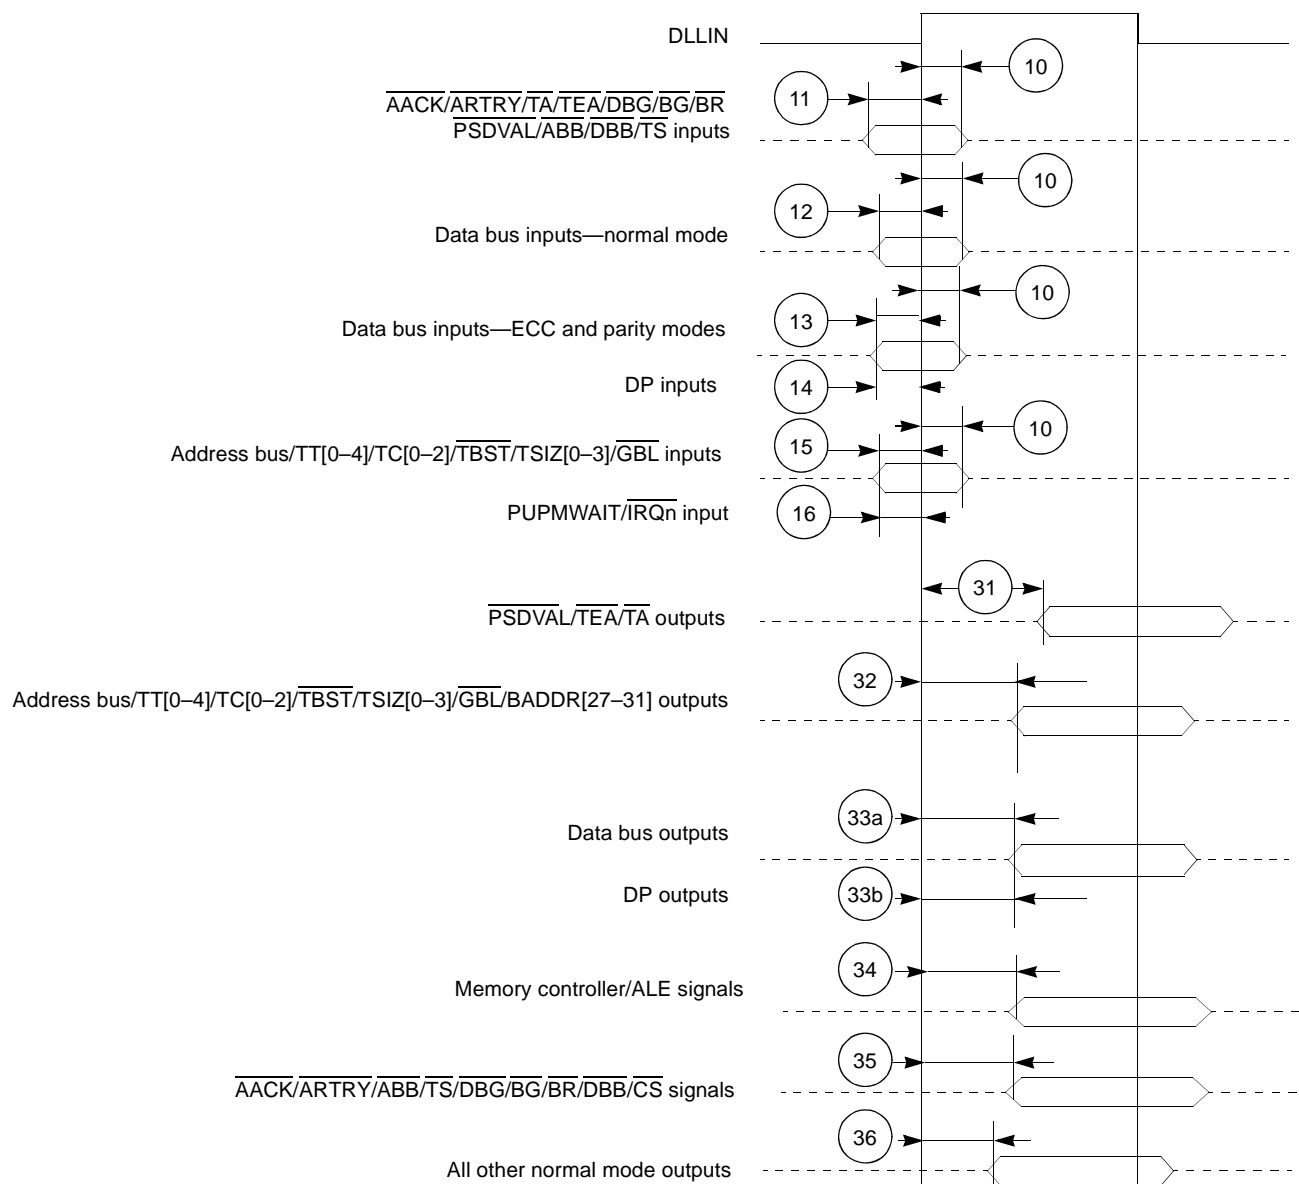 DLLIN
10
11
AACK/ARTRY/TA/TEA/DBG/BG/BR
PSDVAL/ABB/DBB/TS inputs
10
12
Data bus inputs—normal mode
10
13
Data bus inputs—ECC and parity modes
DP inputs
14
10
15
Address bus/TT[0–4]/TC[0–2]/TBST/TSIZ[0–3]/GBL inputs
PUPMWAIT/IRQn input
16
31
PSDVAL/TEA/TA outputs
32
Address bus/TT[0–4]/TC[0–2]/TBST/TSIZ[0–3]/GBL/BADDR[27–31] outputs
33a
Data bus outputs
DP outputs
33b
34
Memory controller/ALE signals
35
AACK/ARTRY/ABB/TS/DBG/BG/BR/DBB/CS signals
36
All other normal mode outputs